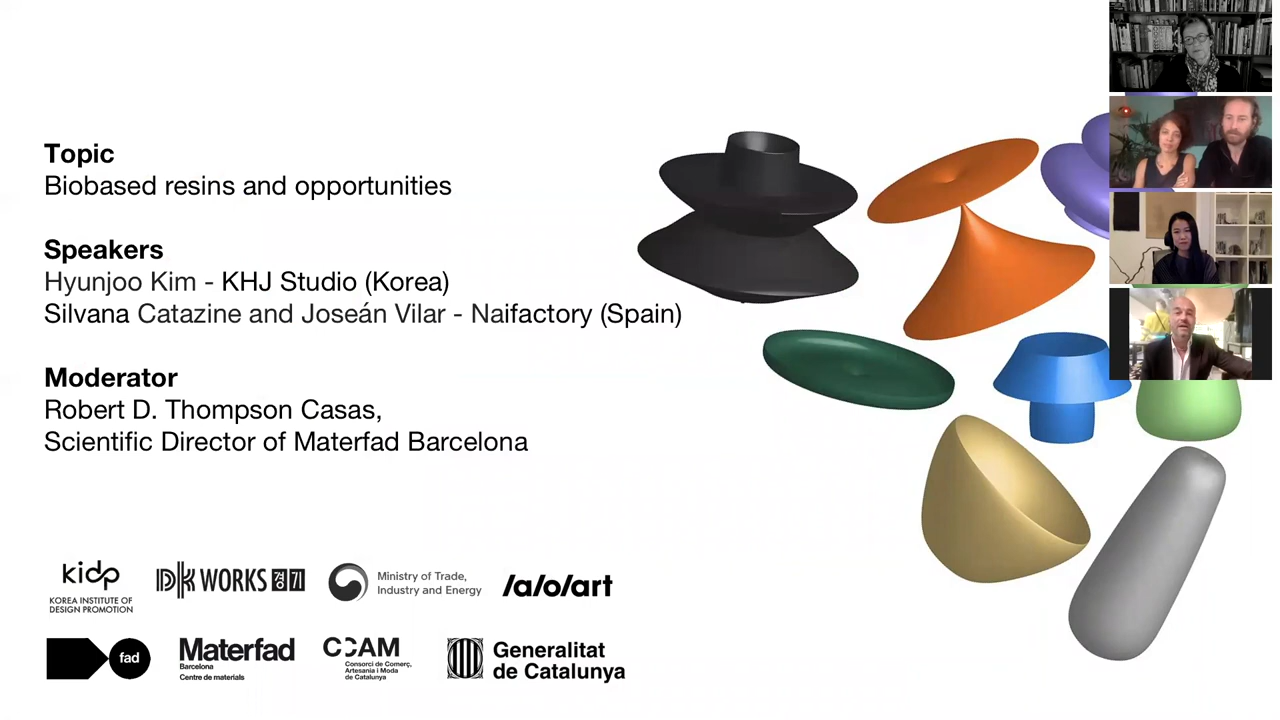 Topic
Biobased resins and opportunities
Speakers
Hyunjoo Kim - KHJ Studio (Korea)
Silvana Catazine and Joseán Vilar - Naifactory (Spain)
Moderator
Robert D. Thompson Casas,
Scientific Director of Materfad Barcelona
kidp
KOREA INSTITUTE OF
DESIGN PROMOTION
DK WORKS 경기
Ministry of Trade,
Industry and Energy
/a/o/art
fad
Materfad
Barcelona
Centre de materials
CCAM
Consorci de Comerç,
Artesania i Moda
de Catalunya
Generalitat
de Catalunya